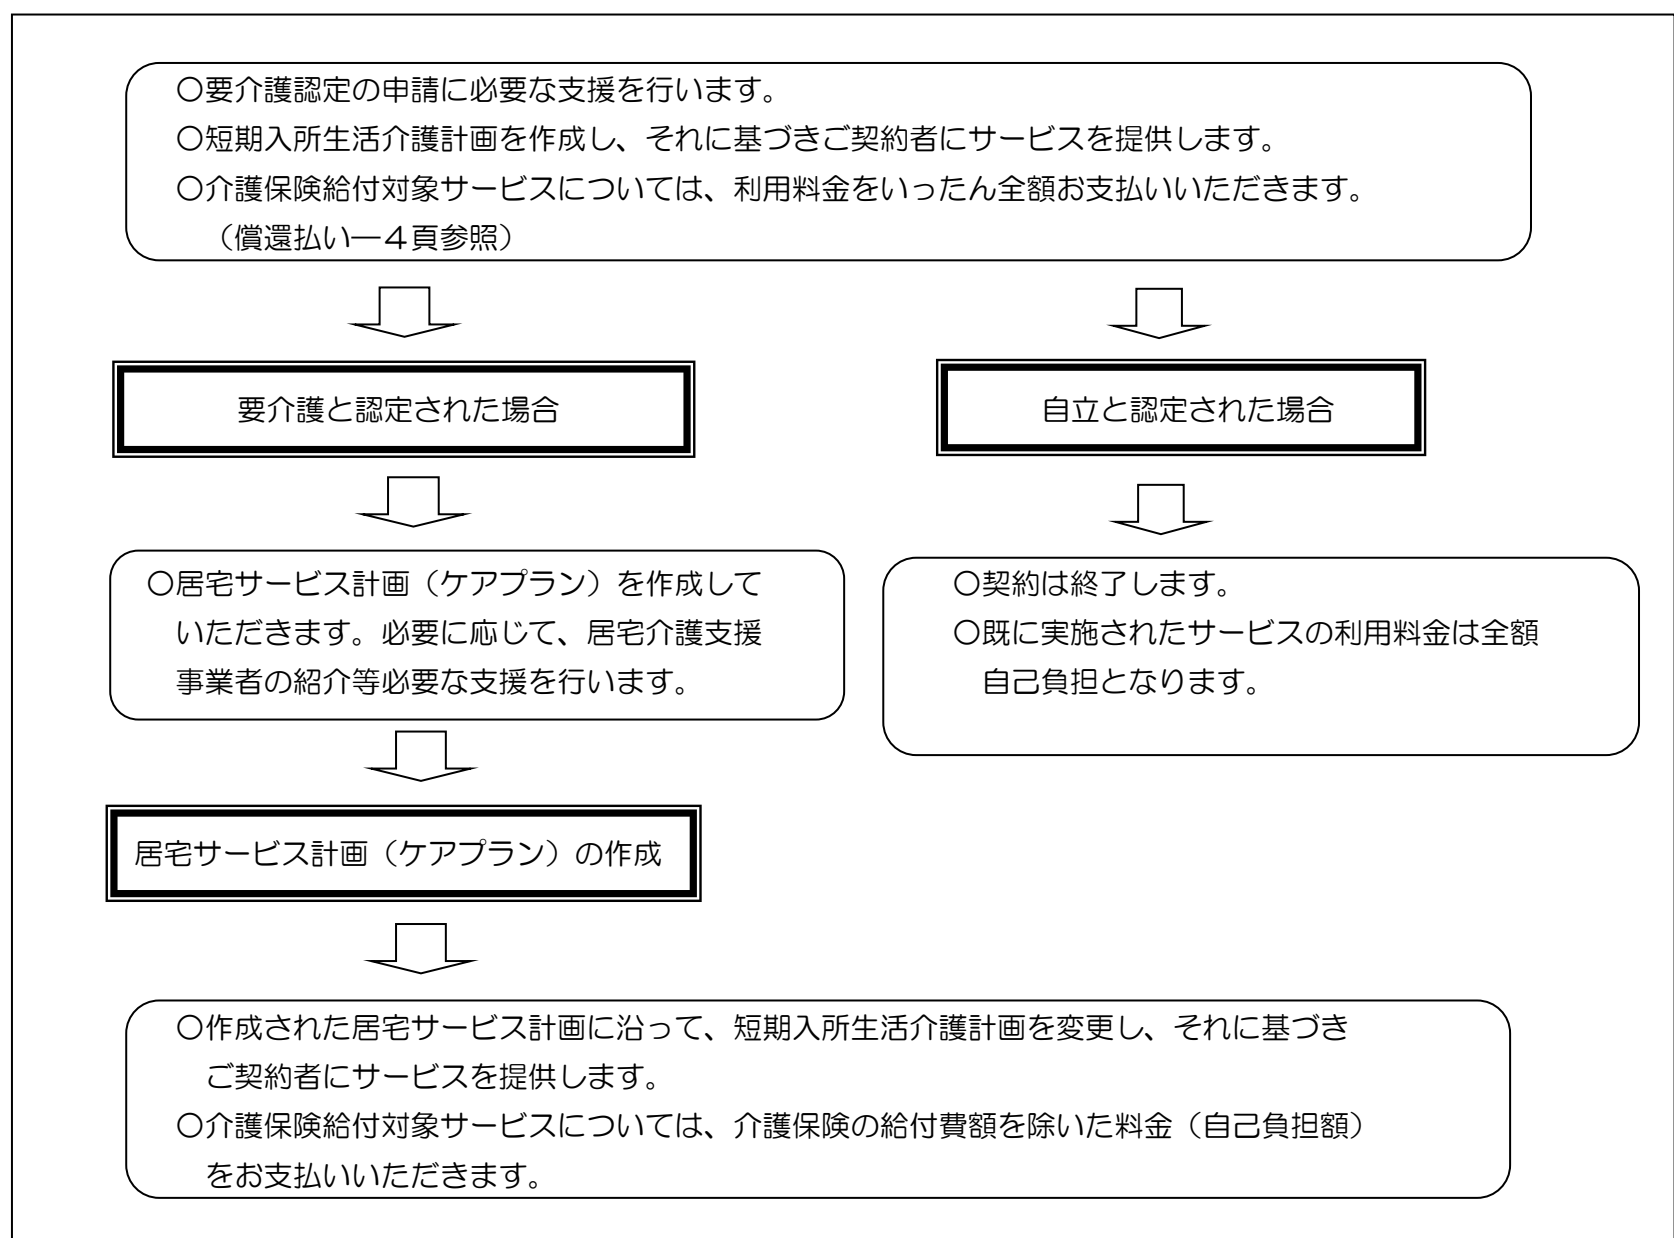 〇要介護認定の申請に必要な支援を行います。
〇短期入所生活介護計画を作成し、それに基づきご契約者にサービスを提供します。
〇介護保険給付対象サービスについては、利用料金をいったん全額お支払いいただきます。
（償還払い―４頁参照）
要介護と認定された場合
自立と認定された場合
〇居宅サービス計画（ケアプラン）を作成して
いただきます。必要に応じて、居宅介護支援
事業者の紹介等必要な支援を行います。
〇契約は終了します。
〇既に実施されたサービスの利用料金は全額
自己負担となります。
居宅サービス計画（ケアプラン）の作成
〇作成された居宅サービス計画に沿って、短期入所生活介護計画を変更し、それに基づき
ご契約者にサービスを提供します。
〇介護保険給付対象サービスについては、介護保険の給付費額を除いた料金（自己負担額）
をお支払いいただきます。